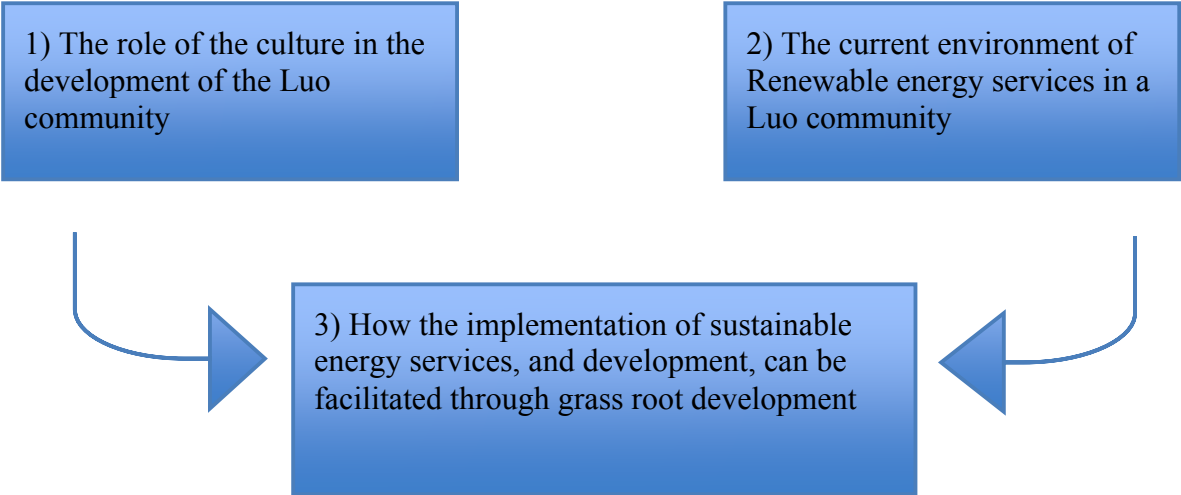 1) The role of the culture in the
development of the Luo
community
2) The current environment of
Renewable energy services in a
Luo community
3) How the implementation of sustainable
energy services, and development, can be
facilitated through grass root development